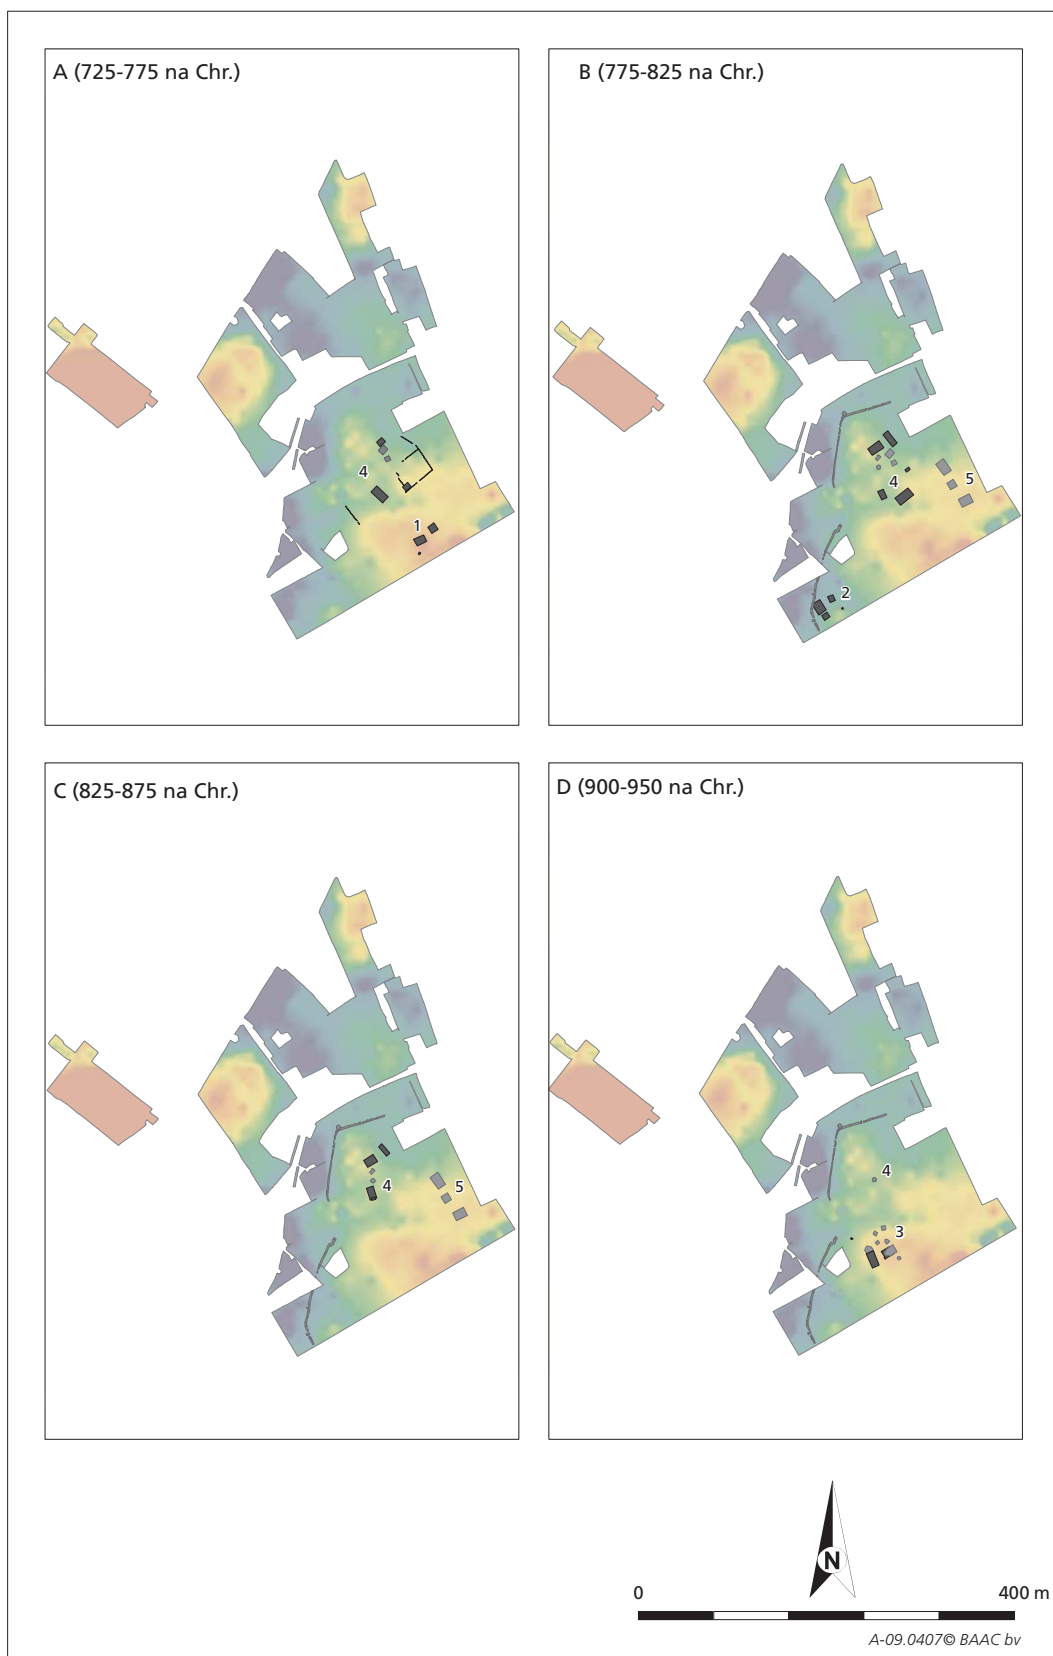 A (725-775 na Chr.)
4
1
B (775-825 na Chr.)
4
5
2
C (825-875 na Chr.)
4
5
D (900-950 na Chr.)
4
3
N
0 400 m
A-09.0407© BAAC bv